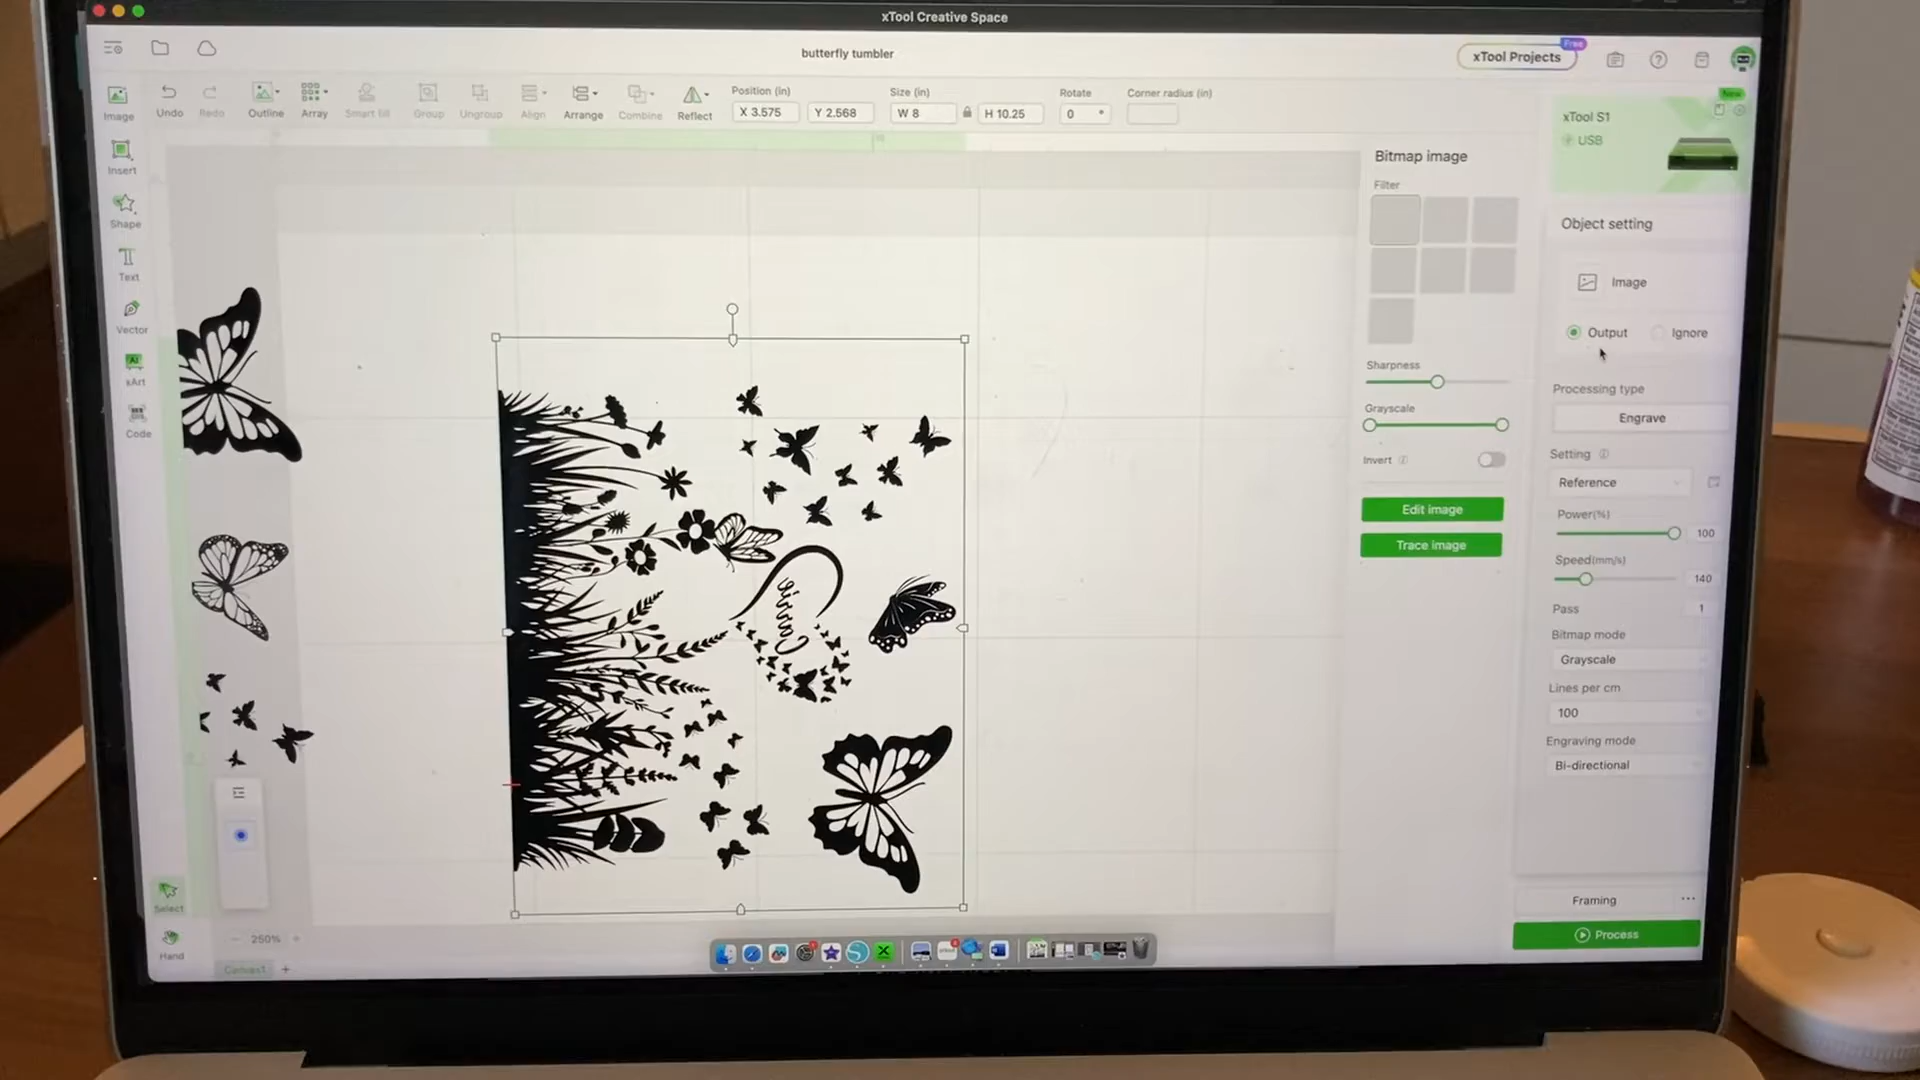 xTool Creative Space
butterfly tumbler
Free
xTool Projects
Image
Undo
Redo
Outline
Array
Smart fill
Group
Ungroup
Align
Arrange
Combine
Reflect
Position (in)
X 3.575
Y 2.568
Size (in)
W 8
H 10.25
Rotate
0 °
Corner radius (in)
Insert
Shape
Text
Vector
AI
xArt
Code
Select
Hand
250%
Canvas1
Bitmap image
Filter
Sharpness
Grayscale
Invert
Edit image
Trace image
New
xTool S1
USB
Object setting
Image
Output
Ignore
Processing type
Engrave
Setting
Reference
Power(%)
100
Speed(mm/s)
140
Pass
1
Bitmap mode
Grayscale
Lines per cm
100
Engraving mode
Bi-directional
Framing
Process